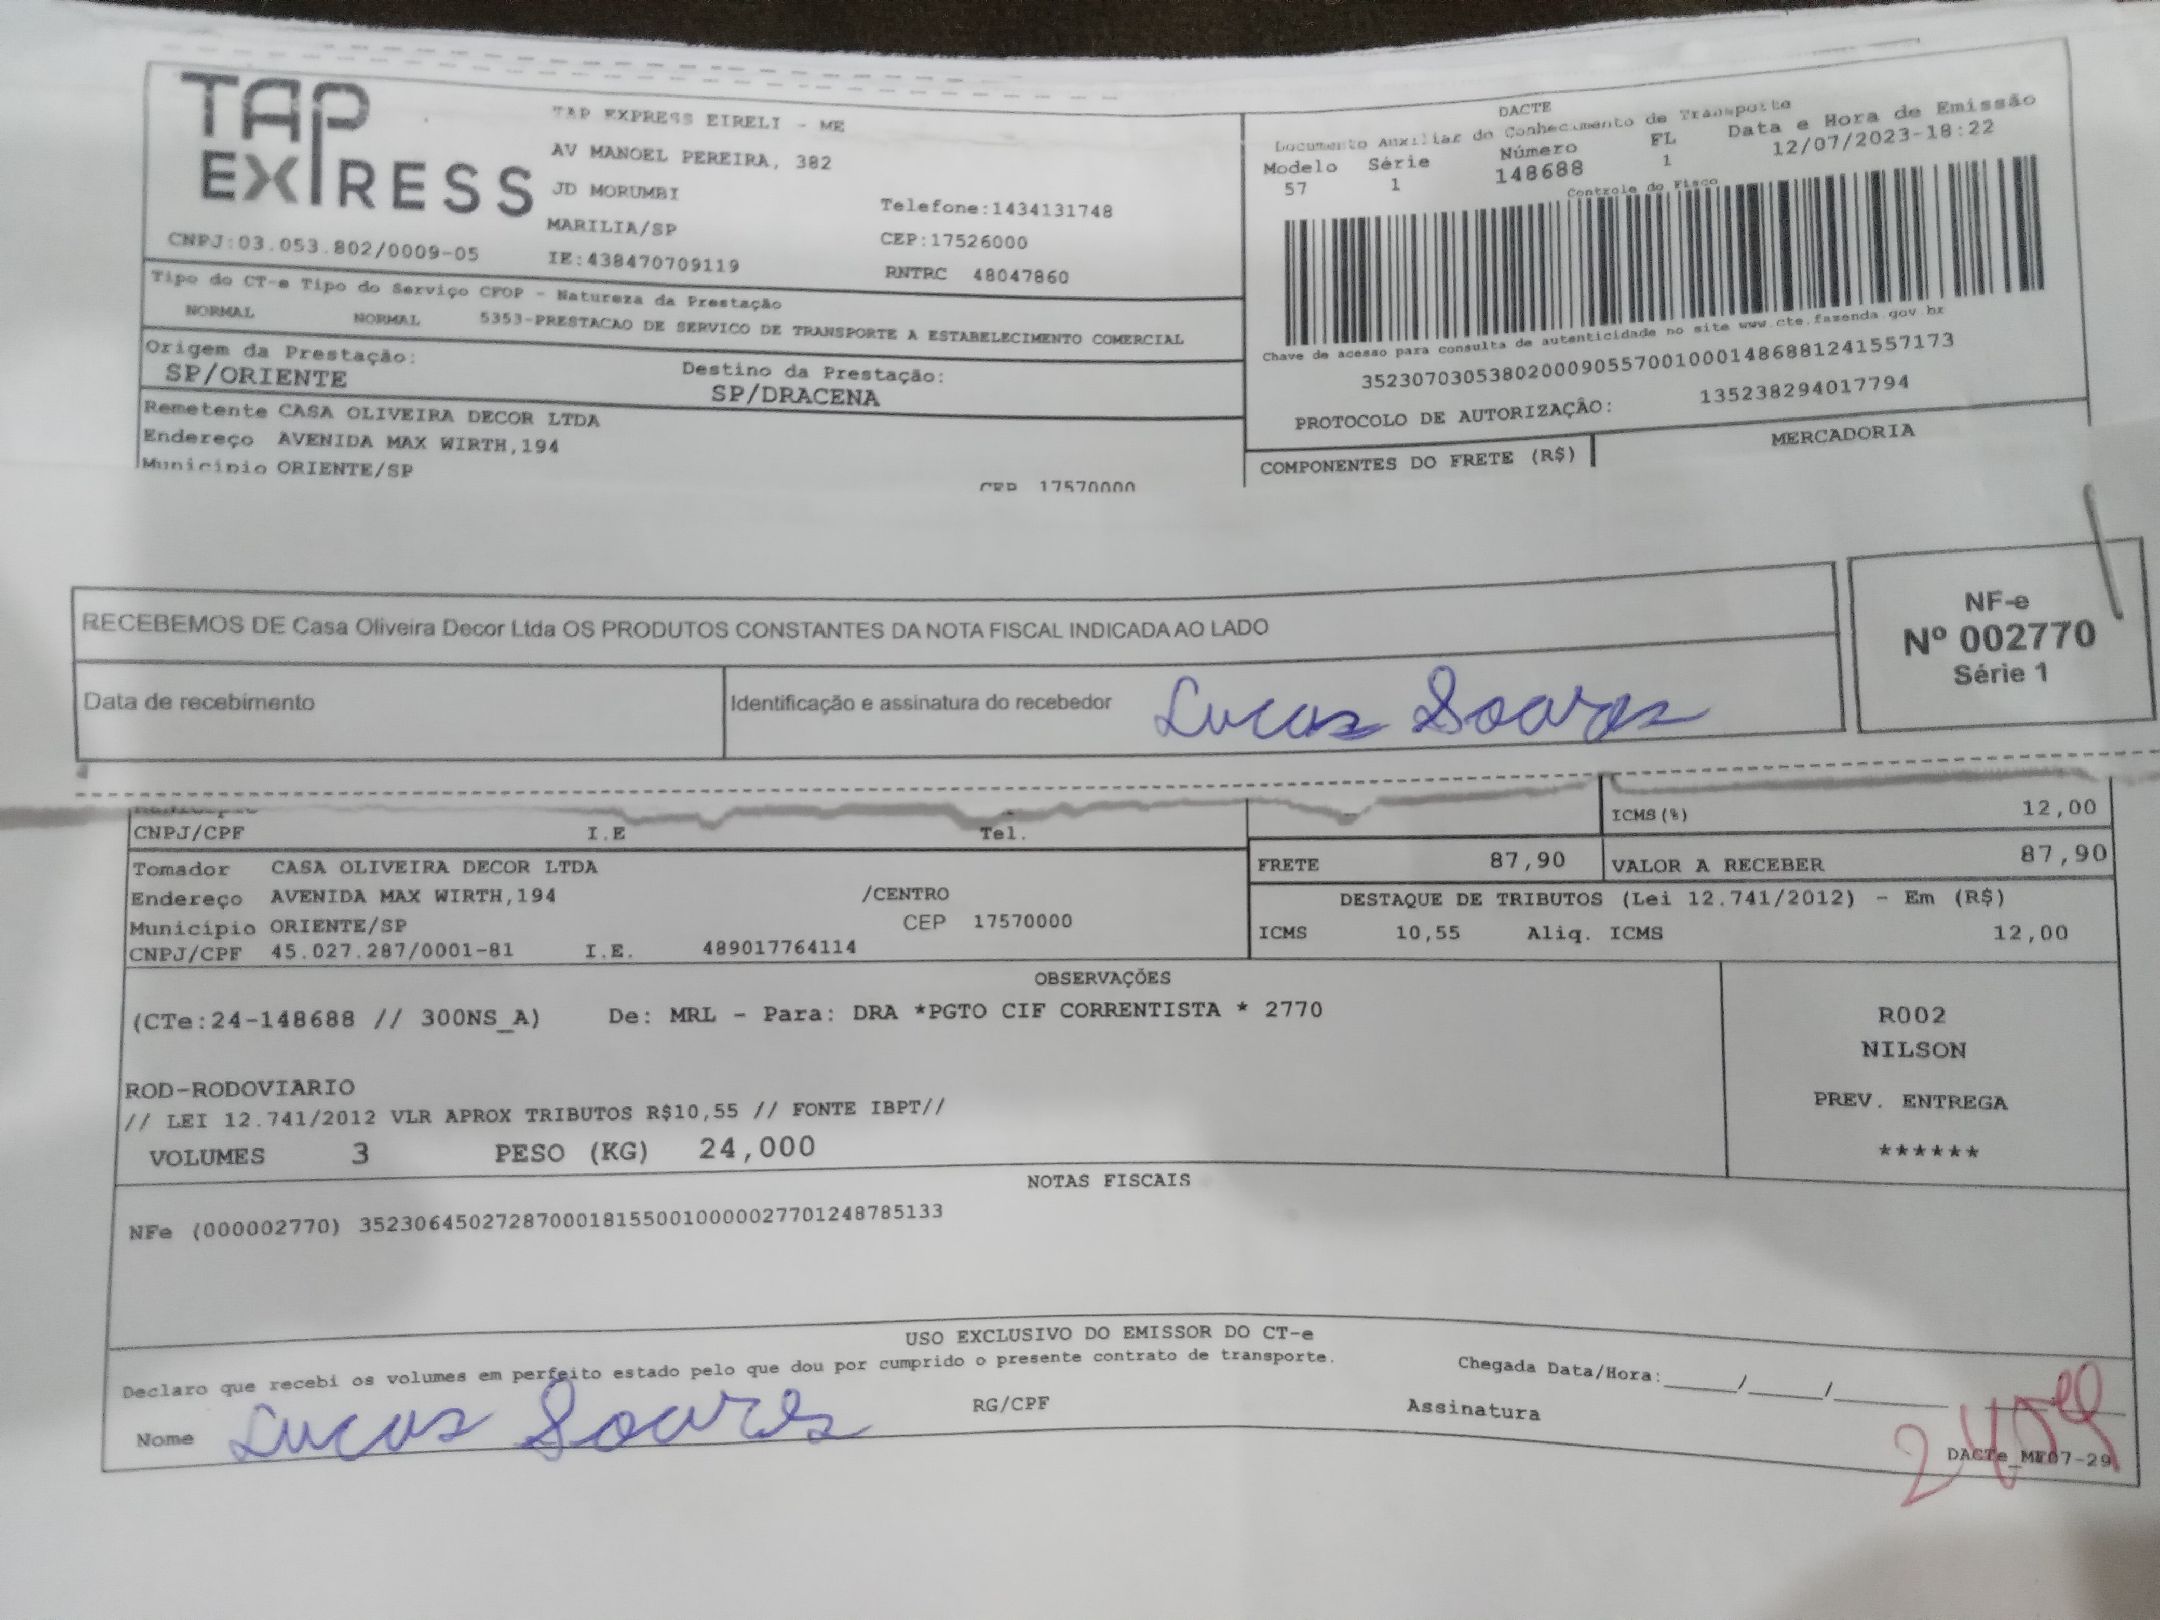 TAP
EXPRESS
TAP EXPRESS EIRELI - ME
AV MANOEL PEREIRA, 382
JD MORUMBI
Telefone:1434131748
MARILIA/SP
CEP:17526000
CNPJ:03.053.802/0009-05
IE:438470709119
RNTRC 48047860
DACTE
Documento Auxiliar do Conhecimento de Transporte
Modelo Série Número FL Data e Hora de Emissão
57 1 148688 1 12/07/2023-18:22
Controle do Fisco
Chave de acesso para consulta de autenticidade no site www.cte.fazenda.gov br
35230703053802000905570010001486881241557173
PROTOCOLO DE AUTORIZAÇÃO: 135238294017794
Tipo do CT-e Tipo do Serviço CFOP - Natureza da Prestação
NORMAL NORMAL 5353-PRESTACAO DE SERVICO DE TRANSPORTE A ESTABELECIMENTO COMERCIAL
Origem da Prestação: Destino da Prestação:
SP/ORIENTE SP/DRACENA
Remetente CASA OLIVEIRA DECOR LTDA
Endereço AVENIDA MAX WIRTH,194
Município ORIENTE/SP
CEP 17570000
COMPONENTES DO FRETE (R$) MERCADORIA
RECEBEMOS DE Casa Oliveira Decor Ltda OS PRODUTOS CONSTANTES DA NOTA FISCAL INDICADA AO LADO
NF-e
Nº 002770
Série 1
Data de recebimento
Identificação e assinatura do recebedor Lucas Soares
CNPJ/CPF I.E Tel.
ICMS(%) 12,00
Tomador CASA OLIVEIRA DECOR LTDA
FRETE 87,90 VALOR A RECEBER 87,90
Endereço AVENIDA MAX WIRTH,194 /CENTRO
Município ORIENTE/SP CEP 17570000
CNPJ/CPF 45.027.287/0001-81 I.E. 489017764114
DESTAQUE DE TRIBUTOS (Lei 12.741/2012) - Em (R$)
ICMS 10,55 Aliq. ICMS 12,00
OBSERVAÇÕES
(CTe:24-148688 // 300NS_A) De: MRL - Para: DRA *PGTO CIF CORRENTISTA * 2770
ROD-RODOVIARIO
// LEI 12.741/2012 VLR APROX TRIBUTOS R$10,55 // FONTE IBPT//
VOLUMES 3 PESO (KG) 24,000
R002
NILSON
PREV. ENTREGA
******
NOTAS FISCAIS
NFe (000002770) 35230645027287000181550010000027701248785133
USO EXCLUSIVO DO EMISSOR DO CT-e
Declaro que recebi os volumes em perfeito estado pelo que dou por cumprido o presente contrato de transporte.
Chegada Data/Hora:_____/_____/________
Nome Lucas Soares
RG/CPF
Assinatura